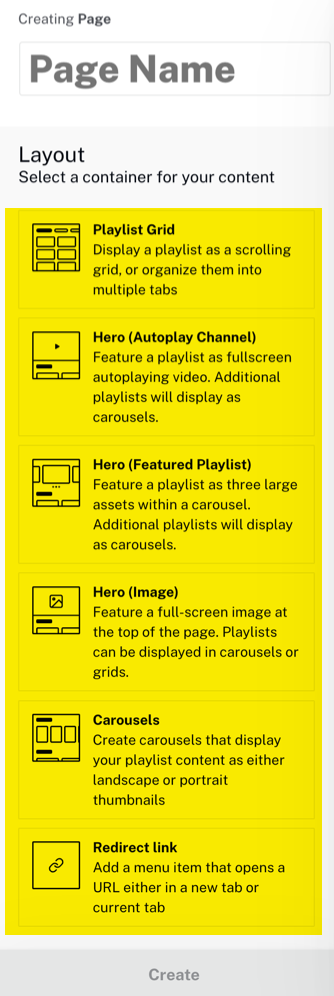 Creating Page
Page Name
Layout
Select a container for your content
Playlist Grid
Display a playlist as a scrolling
grid, or organize them into
multiple tabs
Hero (Autoplay Channel)
Feature a playlist as fullscreen
autoplaying video. Additional
playlists will display as
carousels.
Hero (Featured Playlist)
Feature a playlist as three large
assets within a carousel.
Additional playlists will display
as carousels.
Hero (Image)
Feature a full-screen image at
the top of the page. Playlists
can be displayed in carousels or
grids.
Carousels
Create carousels that display
your playlist content as either
landscape or portrait
thumbnails
Redirect link
Add a menu item that opens a
URL either in a new tab or
current tab
Create